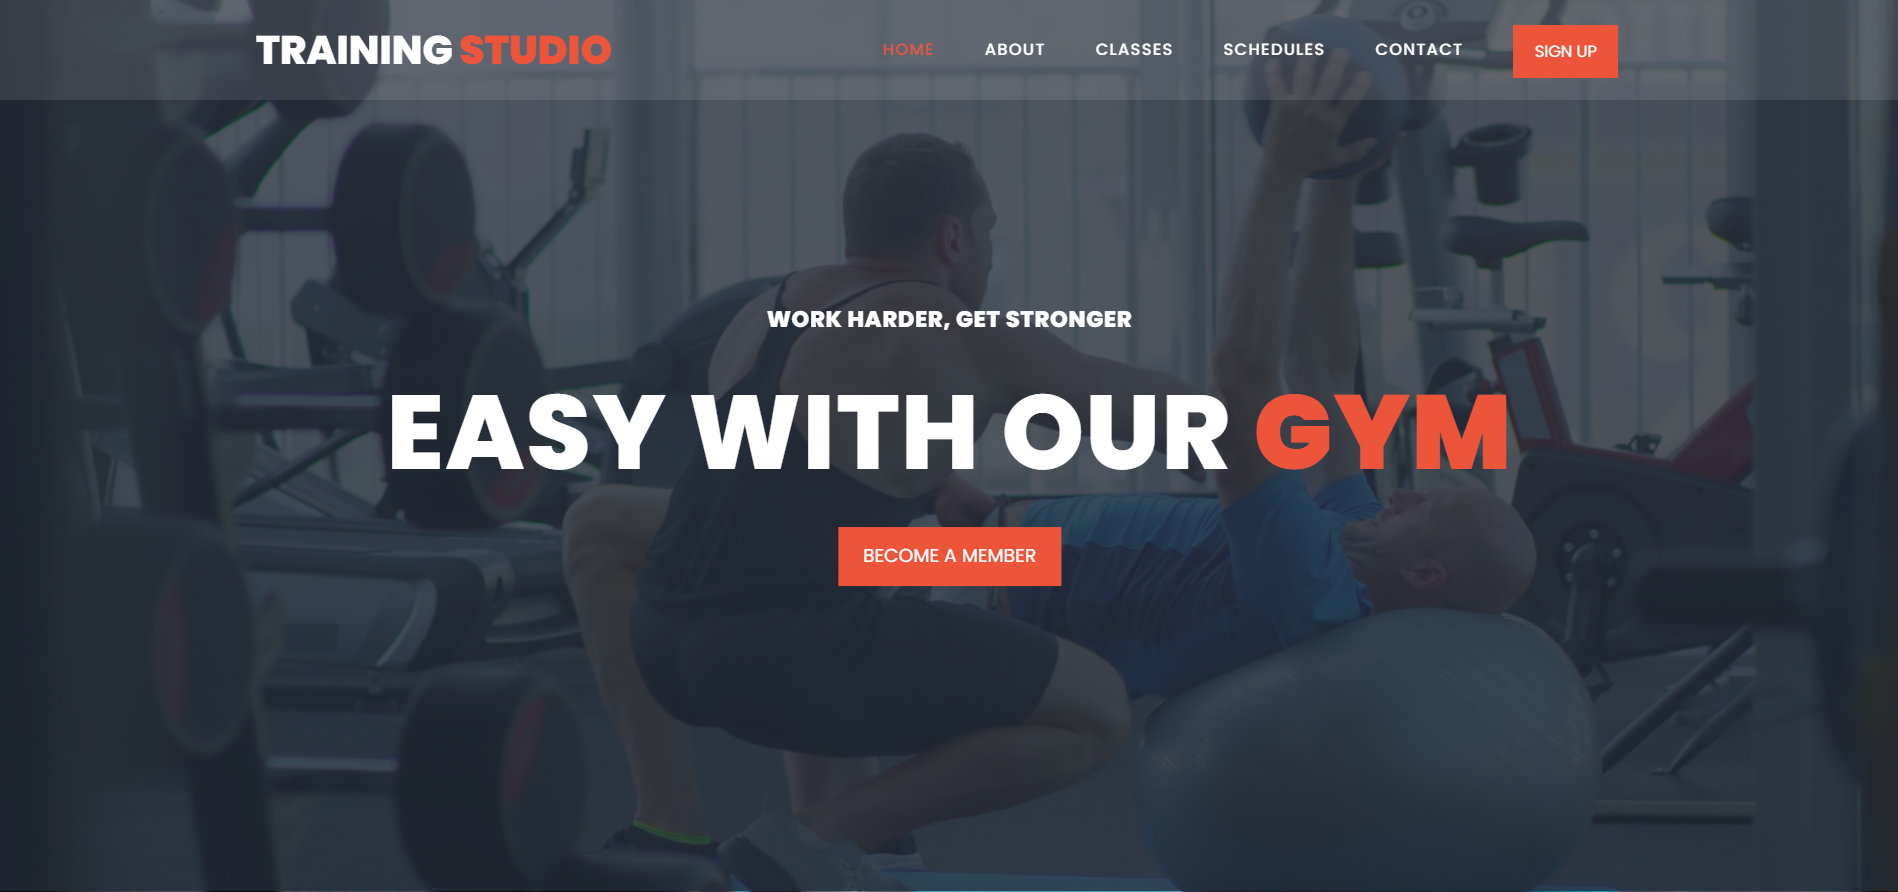 TRAINING STUDIO
HOME
ABOUT
CLASSES
SCHEDULES
CONTACT
SIGN UP
WORK HARDER, GET STRONGER
EASY WITH OUR GYM
BECOME A MEMBER